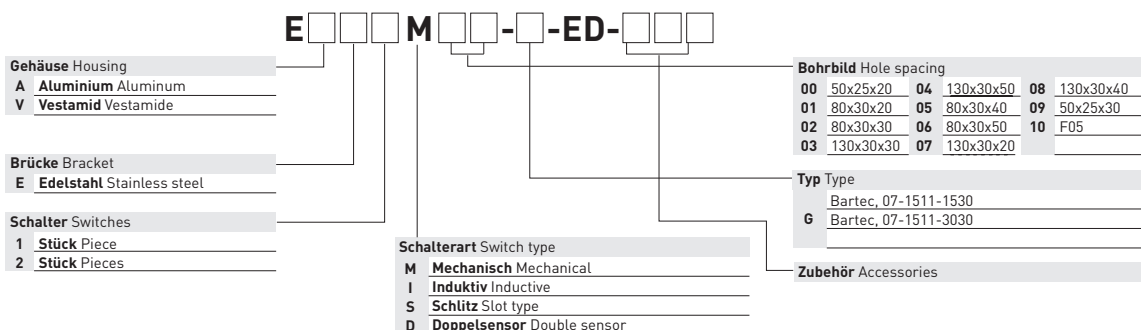 E□□□M□□-□-ED-□□□
Gehäuse Housing
A Aluminium Aluminum
V Vestamid Vestamide
Brücke Bracket
E Edelstahl Stainless steel
Schalter Switches
1 Stück Piece
2 Stück Pieces
Schalterart Switch type
M Mechanisch Mechanical
I Induktiv Inductive
S Schlitz Slot type
D Doppelsensor Double sensor
Bohrbild Hole spacing
00 50x25x20 04 130x30x50 08 130x30x40
01 80x30x20 05 80x30x40 09 50x25x30
02 80x30x30 06 80x30x50 10 F05
03 130x30x30 07 130x30x20
Typ Type
Bartec, 07-1511-1530
G Bartec, 07-1511-3030
Zubehör Accessories